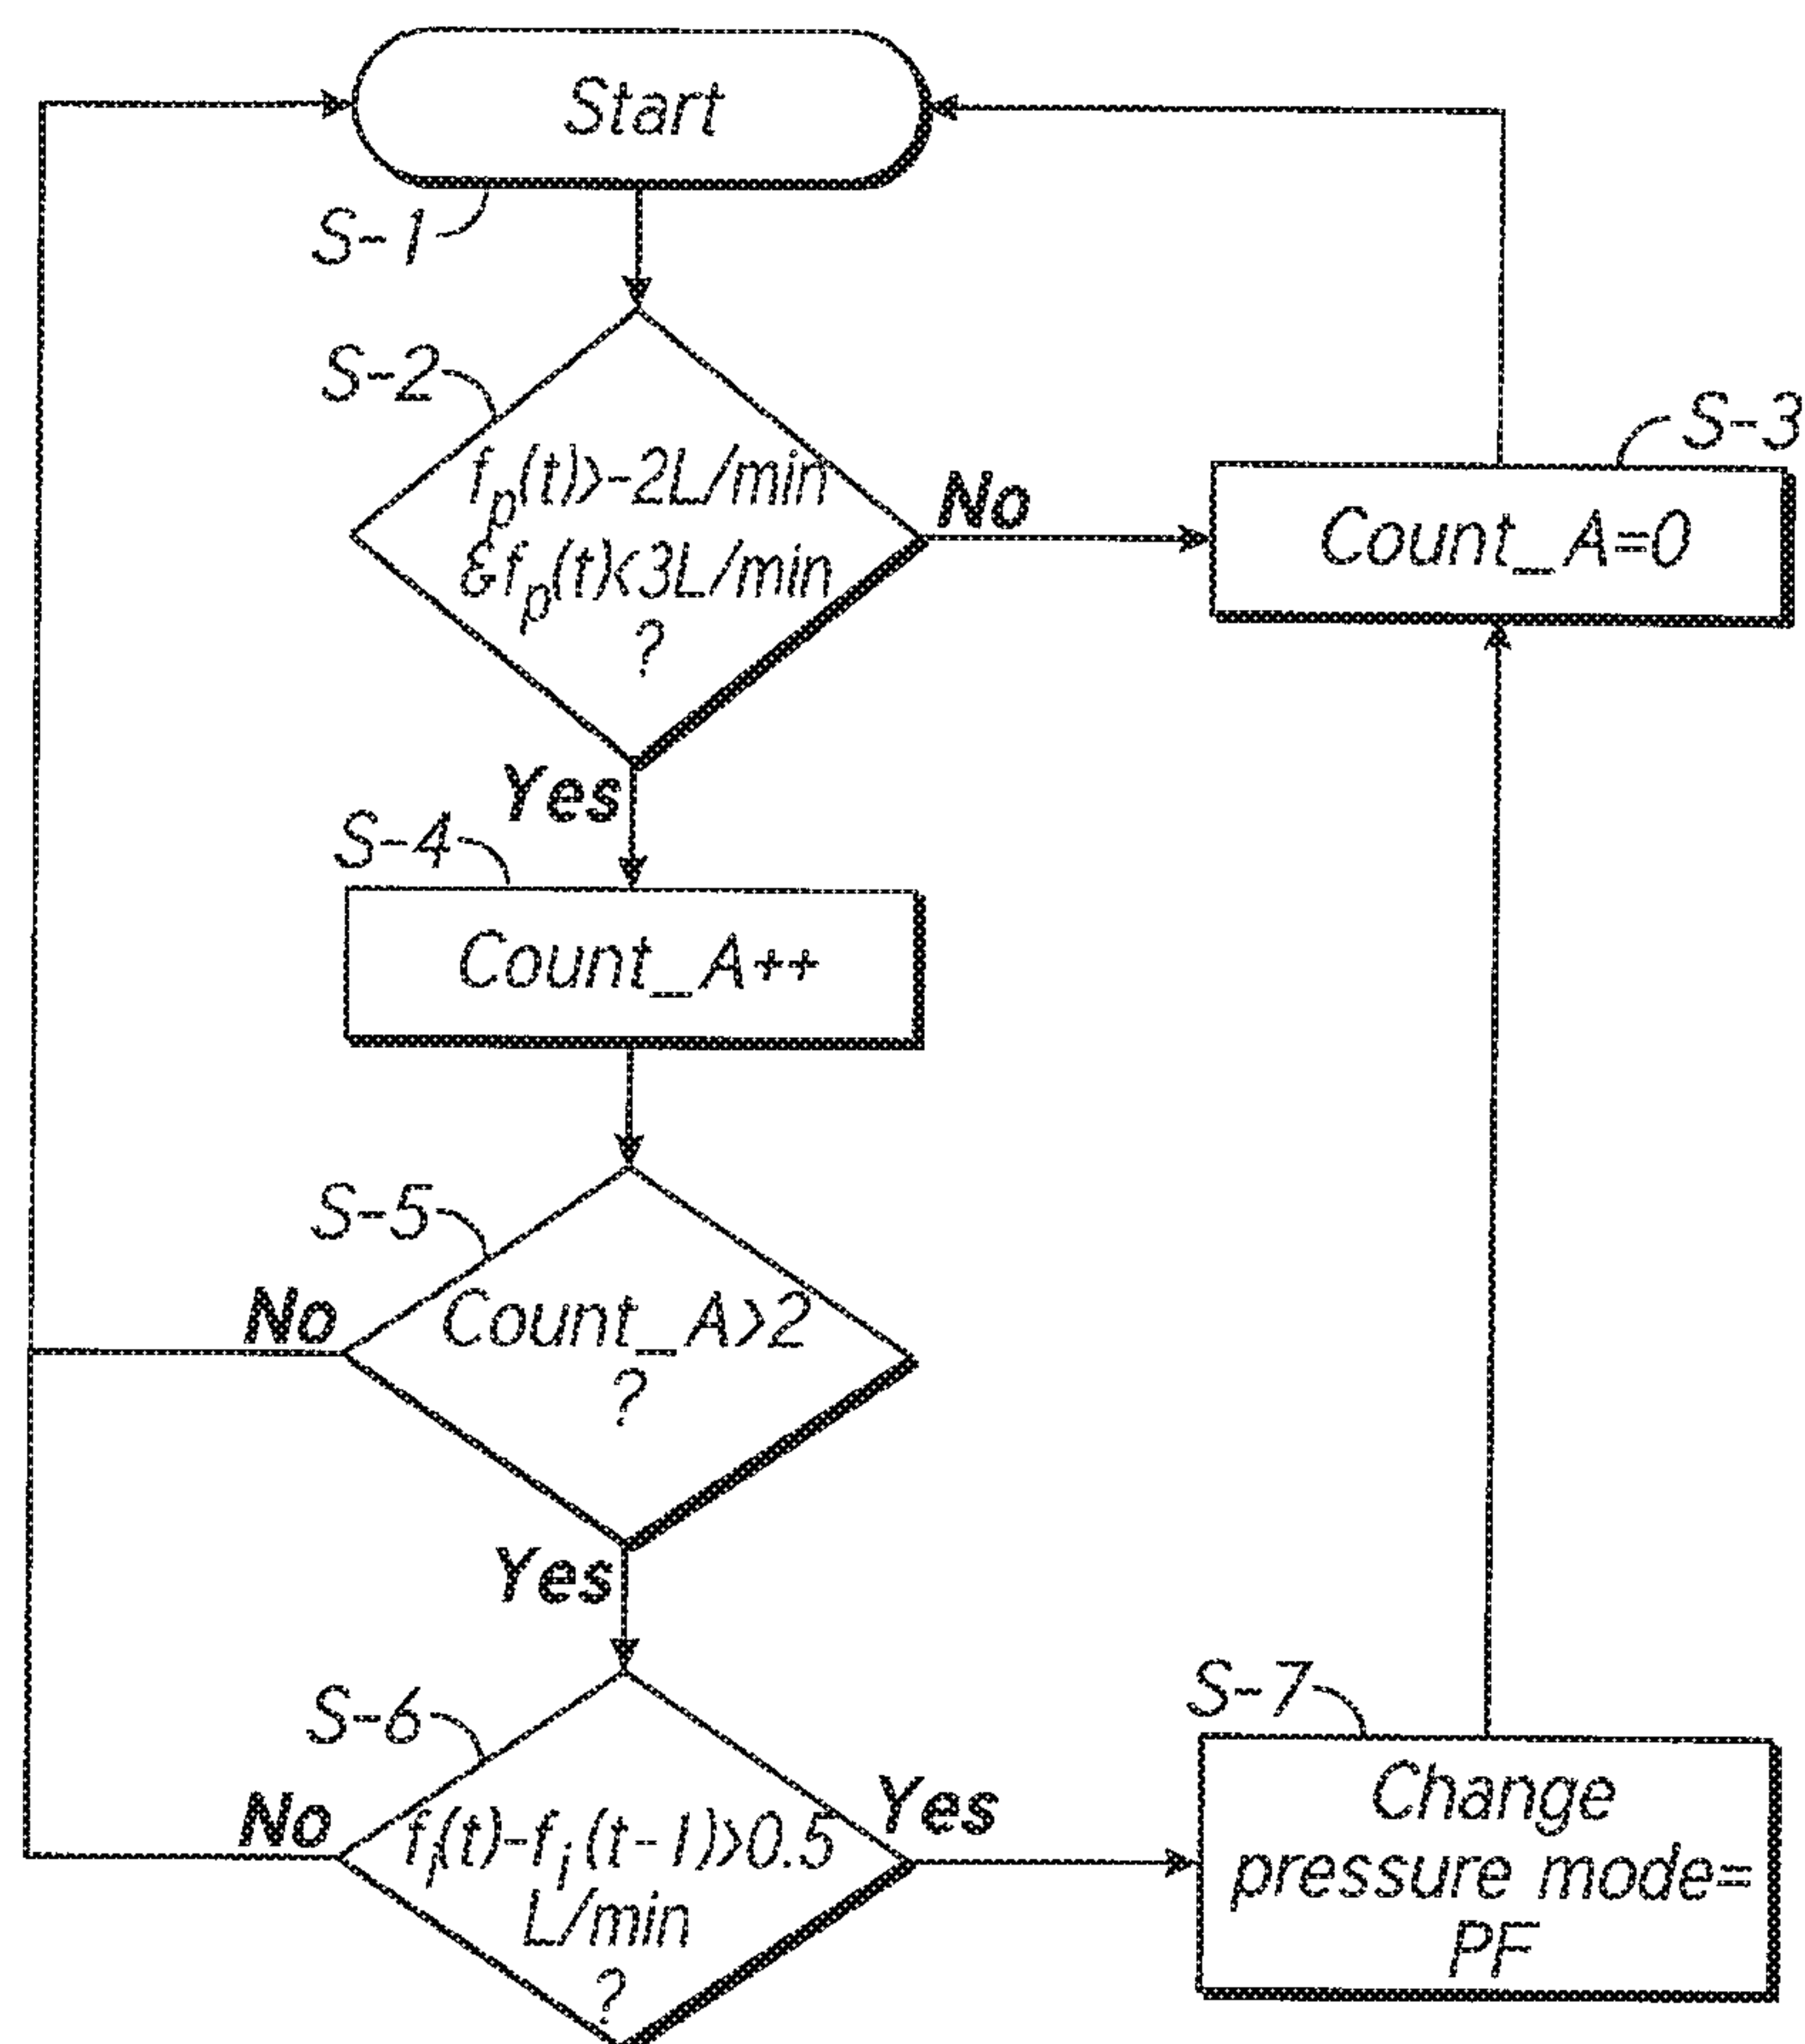 Start
S-1
S-2
fp(t)>-2L/min
&fp(t)<3L/min
?
No
S-3
Count_A=0
Yes
S-4
Count_A++
S-5
No
Count_A>2
?
Yes
S-6
No
fi(t)-fi(t-1)>0.5
L/min
?
Yes
S-7
Change
pressure mode=
PF